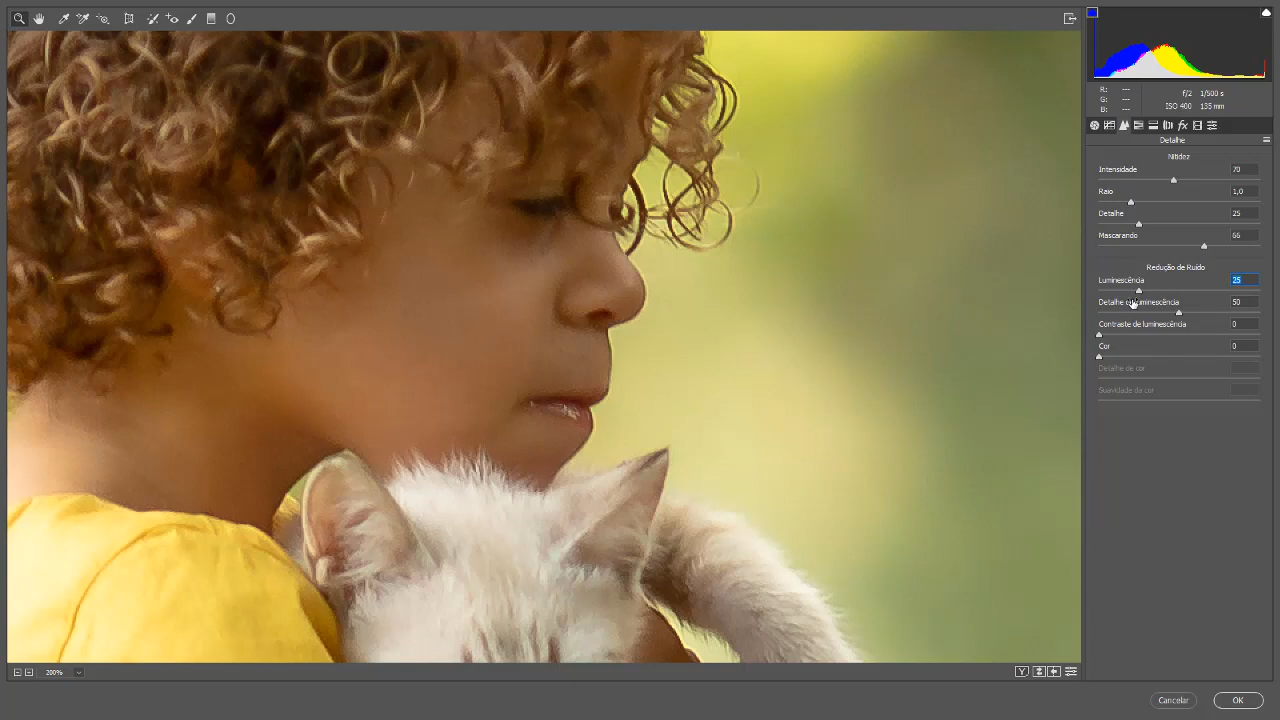 R: ---
G: ---
B: ---
f/2 1/500 s
ISO 400 135 mm
Detalhe
Nitidez
Intensidade 70
Raio 1,0
Detalhe 25
Mascarando 66
Redução de Ruído
Luminescência 25
Detalhe luminescência 50
Contraste de luminescência 0
Cor 0
Detalhe de cor
Suavidade da cor
200%
Y
Cancelar OK